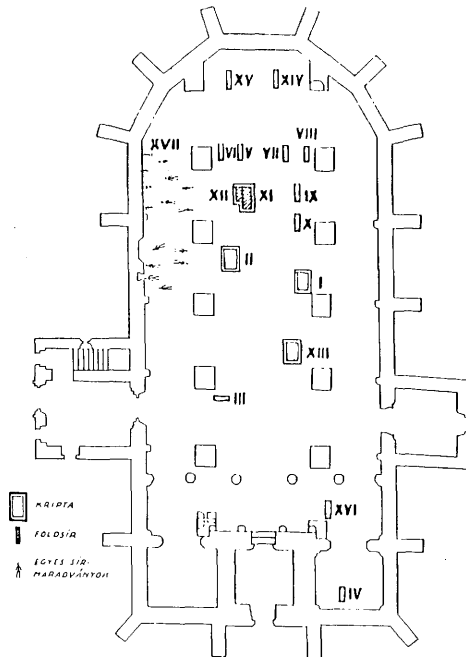 XV XIV
VIII
XVII VI V VII
XII XI IX
X
II
I
XIII
III
XVI
IV
KRIPTA
FÖLDSÍR
EGYES SÍR-
MARADVÁNYOK